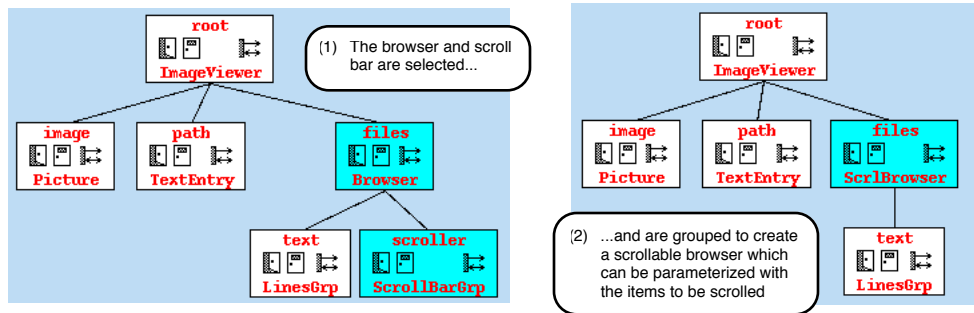 root
ImageViewer
(1) The browser and scroll
bar are selected...
image
Picture
path
TextEntry
files
Browser
text
LinesGrp
scroller
ScrollBarGrp
root
ImageViewer
image
Picture
path
TextEntry
files
ScrlBrowser
(2) ...and are grouped to create
a scrollable browser which
can be parameterized with
the items to be scrolled
text
LinesGrp